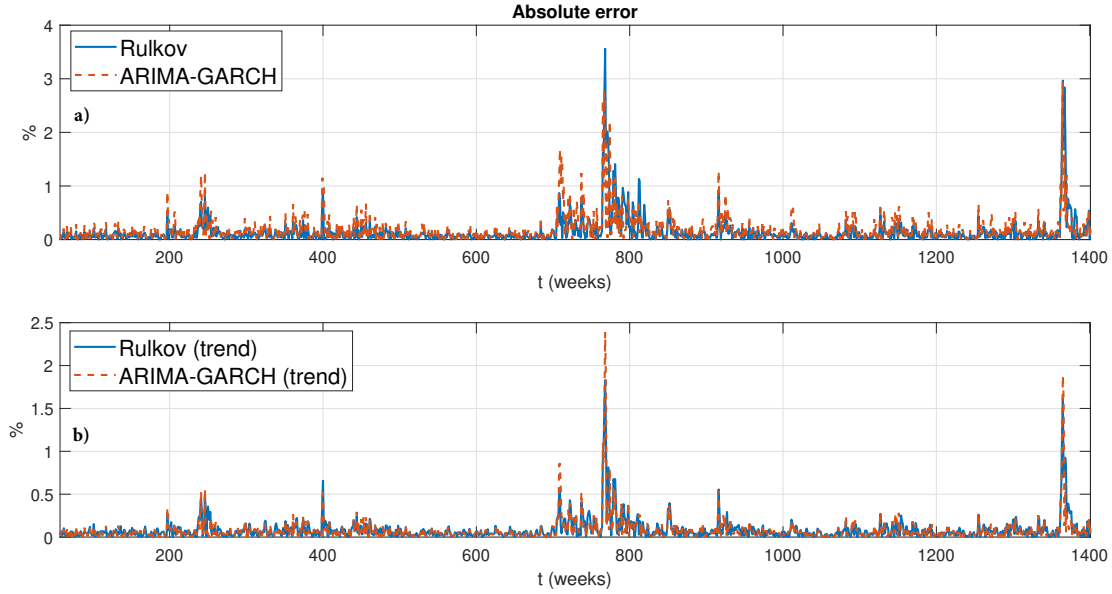 Absolute error
4
3
2
1
0
%
a)
Rulkov
ARIMA-GARCH
200 400 600 800 1000 1200 1400
t (weeks)
2.5
2
1.5
1
0.5
0
%
b)
Rulkov (trend)
ARIMA-GARCH (trend)
200 400 600 800 1000 1200 1400
t (weeks)